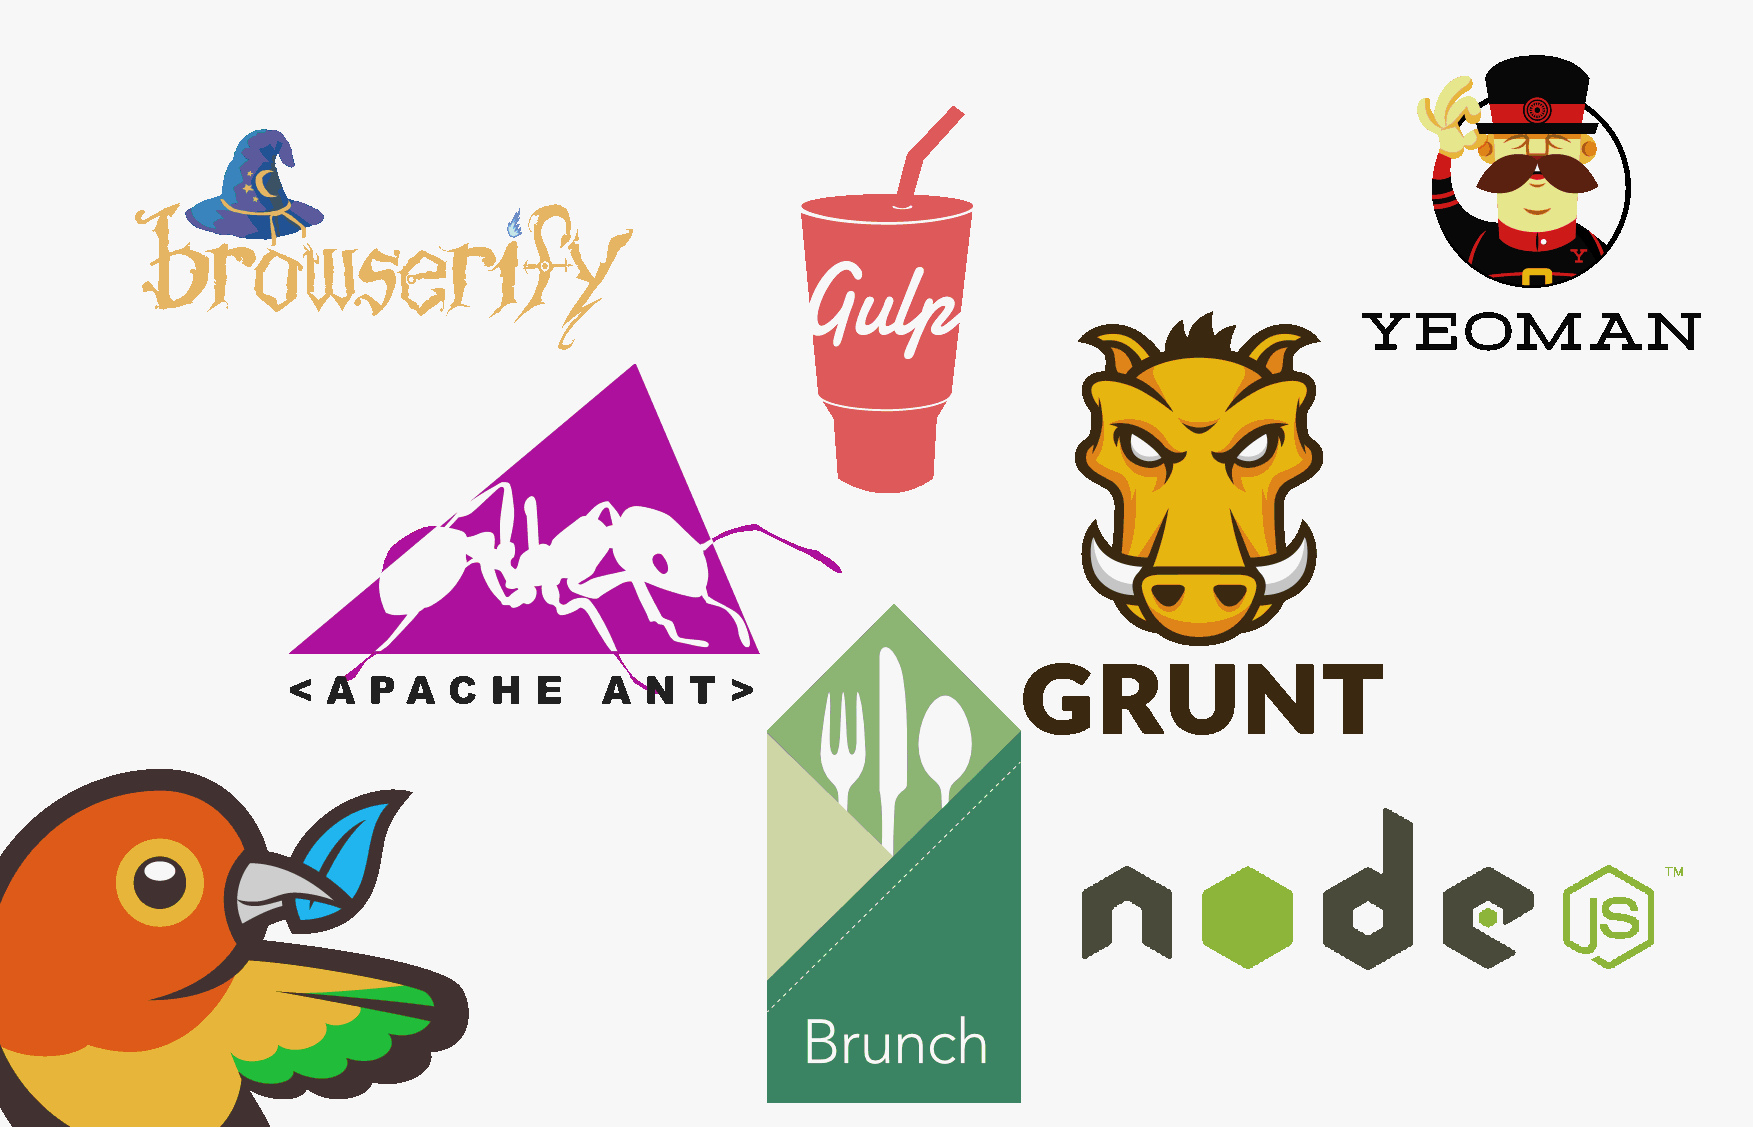 browserify
Gulp
Y
YEOMAN
<APACHE ANT>
GRUNT
node JS ™
Brunch